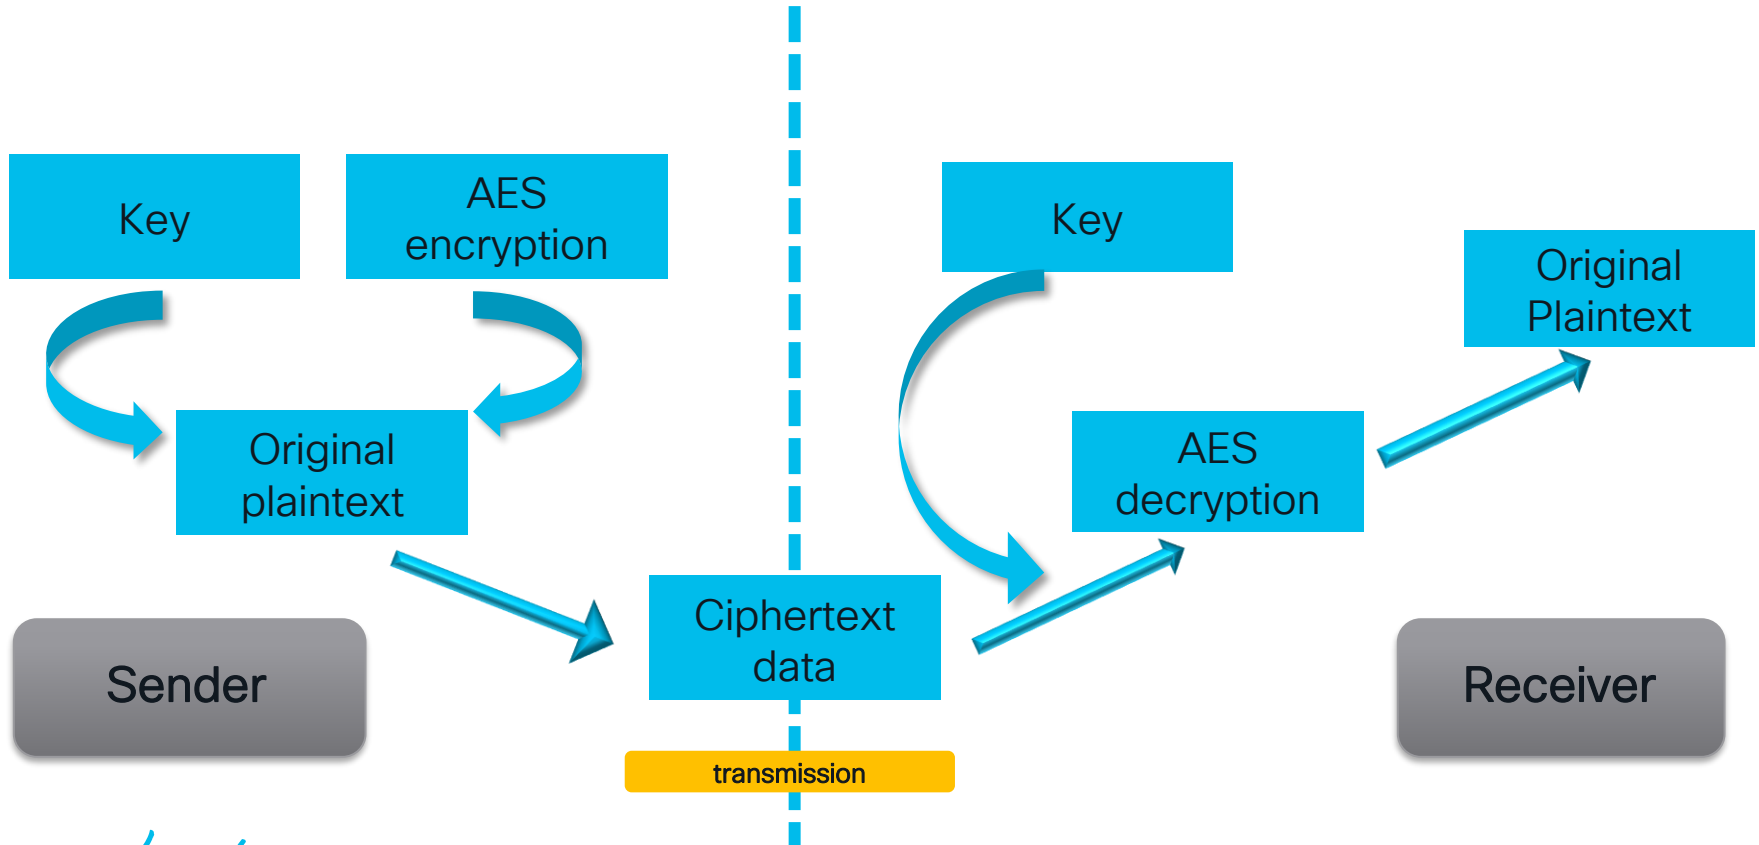 Key
AES
encryption
Original
plaintext
Sender
Ciphertext
data
transmission
Key
AES
decryption
Original
Plaintext
Receiver